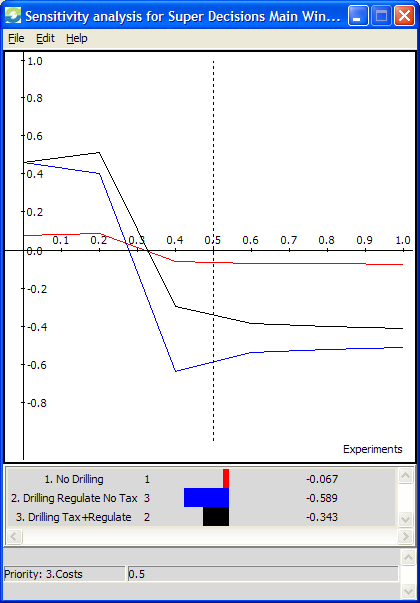 Sensitivity analysis for Super Decisions Main Win...
File Edit Help
1.0
0.8
0.6
0.4
0.2
0.1 0.2 0.3 0.4 0.5 0.6 0.7 0.8 0.9 1.0
0.0
-0.2
-0.4
-0.6
-0.8
Experiments
1. No Drilling 1 -0.067
2. Drilling Regulate No Tax 3 -0.589
3. Drilling Tax+Regulate 2 -0.343
Priority: 3.Costs 0.5